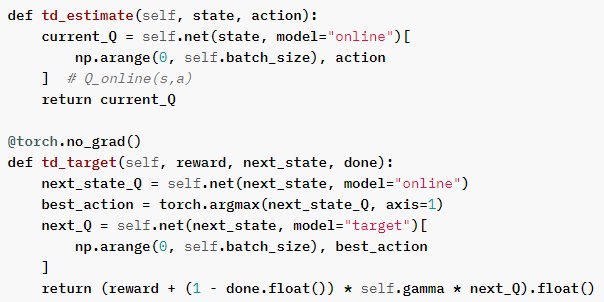 def td_estimate(self, state, action):
    current_Q = self.net(state, model="online")[
        np.arange(0, self.batch_size), action
    ]  # Q_online(s,a)
    return current_Q

@torch.no_grad()
def td_target(self, reward, next_state, done):
    next_state_Q = self.net(next_state, model="online")
    best_action = torch.argmax(next_state_Q, axis=1)
    next_Q = self.net(next_state, model="target")[
        np.arange(0, self.batch_size), best_action
    ]
    return (reward + (1 - done.float()) * self.gamma * next_Q).float()